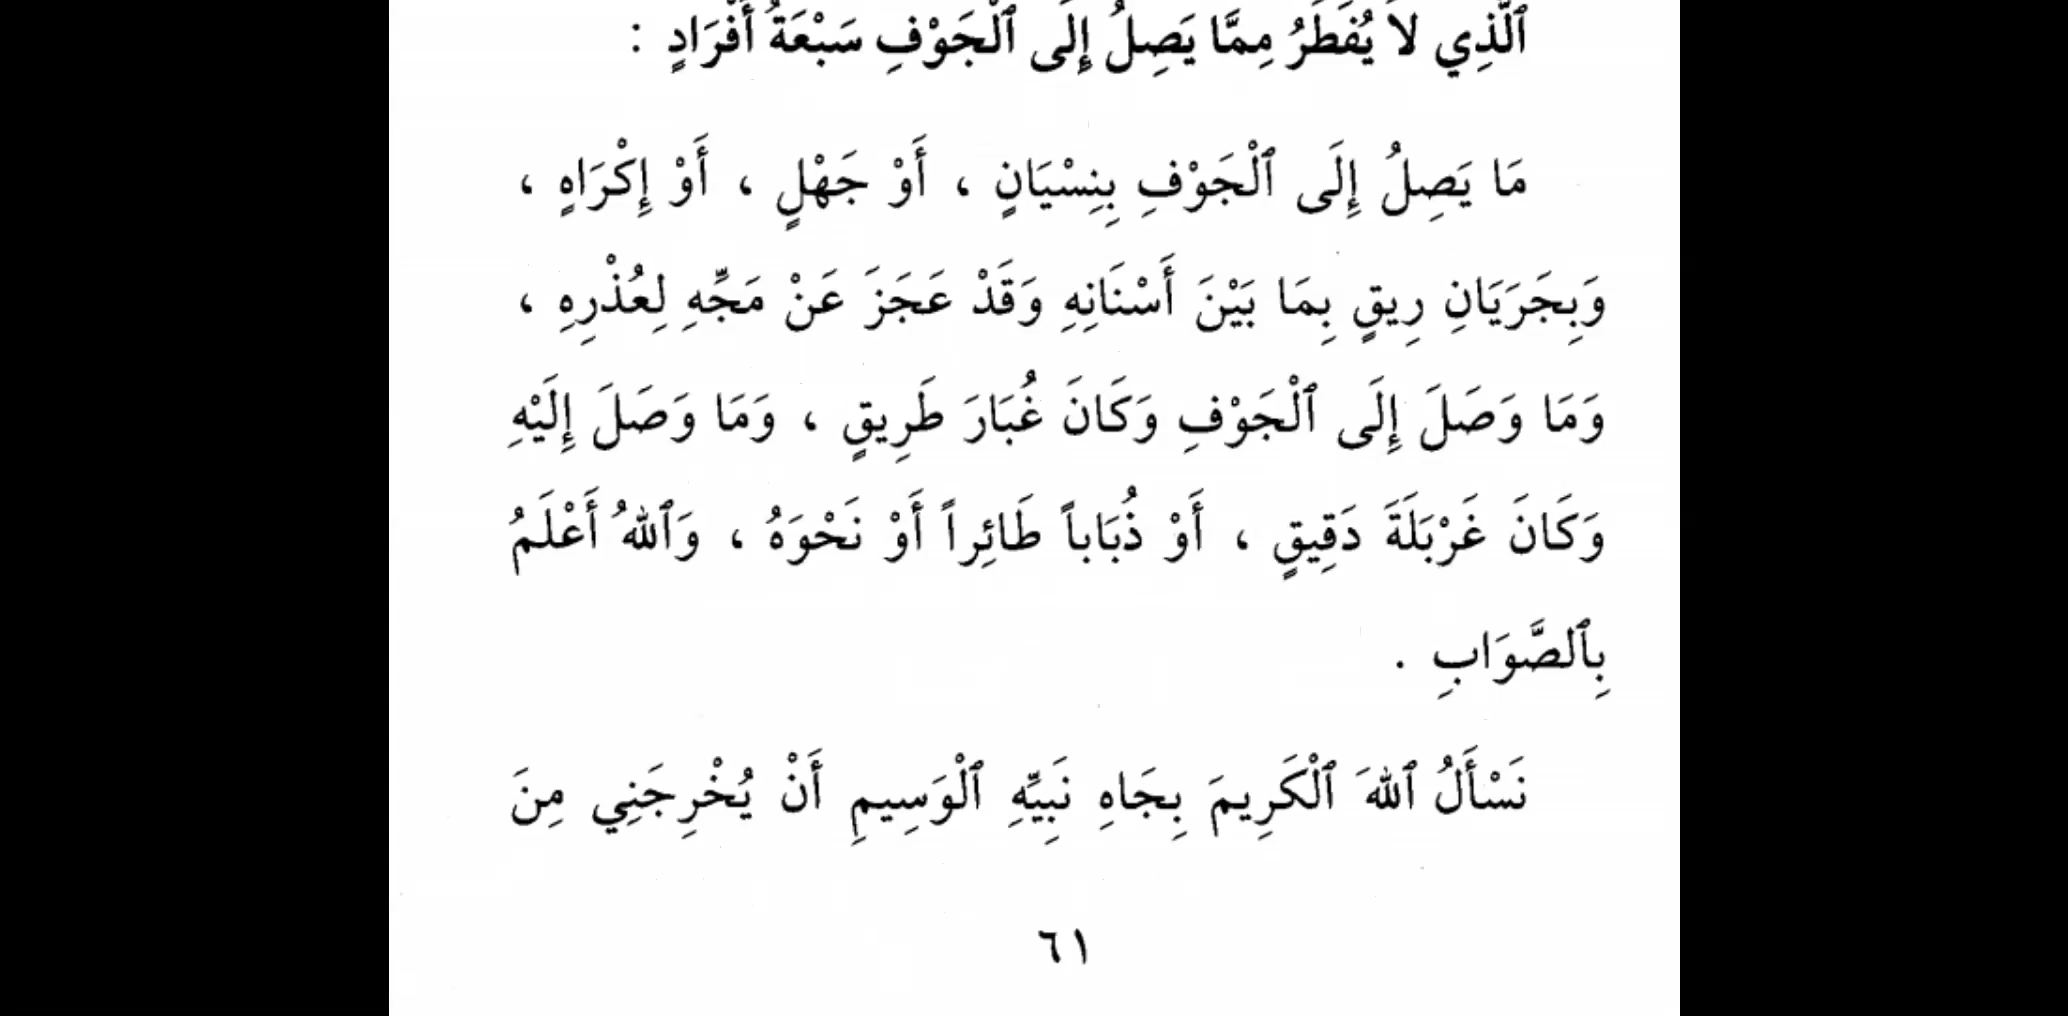 ٱلَّذِي لاَ يُفَطِّرُ مِمَّا يَصِلُ إِلَى ٱلْجَوْفِ سَبْعَةُ أَفْرَادٍ :
مَا يَصِلُ إِلَى ٱلْجَوْفِ بِنِسْيَانٍ ، أَوْ جَهْلٍ ، أَوْ إِكْرَاهٍ ،
وَبِجَرَيَانِ رِيقٍ بِمَا بَيْنَ أَسْنَانِهِ وَقَدْ عَجَزَ عَنْ مَجِّهِ لِعُذْرِهِ ،
وَمَا وَصَلَ إِلَى ٱلْجَوْفِ وَكَانَ غُبَارَ طَرِيقٍ ، وَمَا وَصَلَ إِلَيْهِ
وَكَانَ غَرْبَلَةَ دَقِيقٍ ، أَوْ ذُبَاباً طَائِراً أَوْ نَحْوَهُ ، وَٱللهُ أَعْلَمُ
بِٱلصَّوَابِ .
نَسْأَلُ ٱللهَ ٱلْكَرِيمَ بِجَاهِ نَبِيِّهِ ٱلْوَسِيمِ أَنْ يُخْرِجَنِي مِنَ
٦١